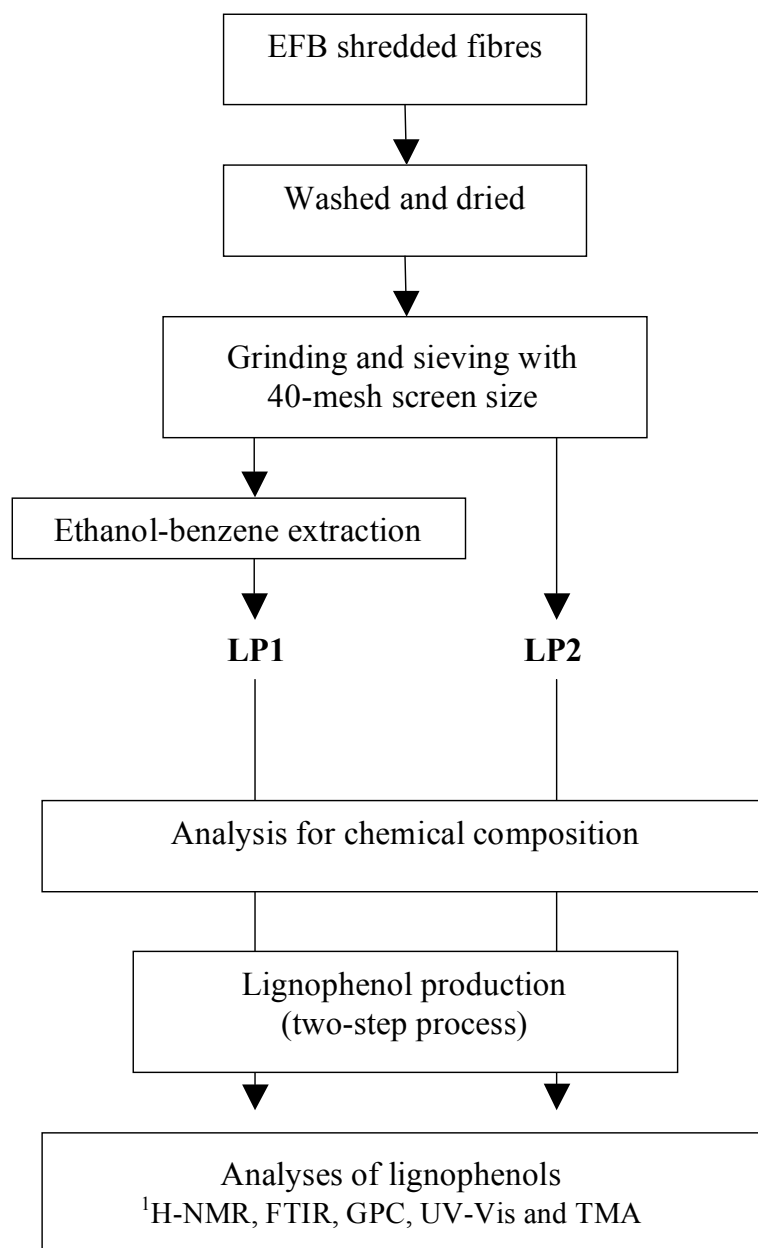 EFB shredded fibres
Washed and dried
Grinding and sieving with
40-mesh screen size
Ethanol-benzene extraction
LP1 LP2
Analysis for chemical composition
Lignophenol production
(two-step process)
Analyses of lignophenols
¹H-NMR, FTIR, GPC, UV-Vis and TMA